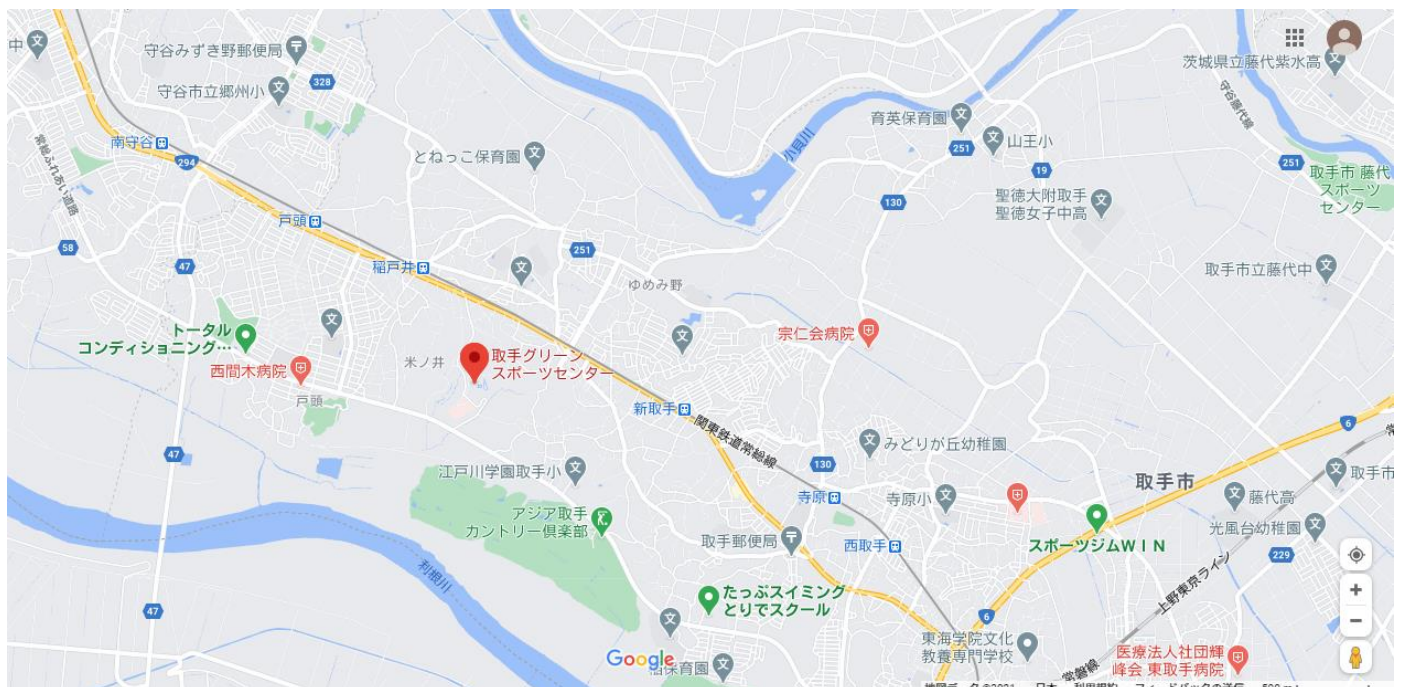 中
守谷みずき野郵便局
守谷市立郷州小
328
茨城県立藤代紫水高
守谷藤代線
育英保育園
山王小
小貝川
251
251
19
取手市 藤代
スポーツ
センター
南守谷
294
とねっこ保育園
常総ふれあい道路
130
聖徳大附取手
聖徳女子中高
戸頭
58
47
稲戸井
251
ゆめみ野
取手市立藤代中
トータル
コンディショニング…
西間木病院
戸頭
米ノ井
取手グリーン
スポーツセンター
宗仁会病院
新取手
関東鉄道常総線
みどりが丘幼稚園
6
47
江戸川学園取手小
130
取手市
取手市
寺原
寺原小
藤代高
アジア取手
カントリー倶楽部
光風台幼稚園
取手郵便局
西取手
スポーツジムWIN
229
利根川
たっぷスイミング
とりでスクール
上野東京ライン
47
6
東海学院文化
教養専門学校
医療法人社団輝
峰会 東取手病院
常磐線
Google
保育園